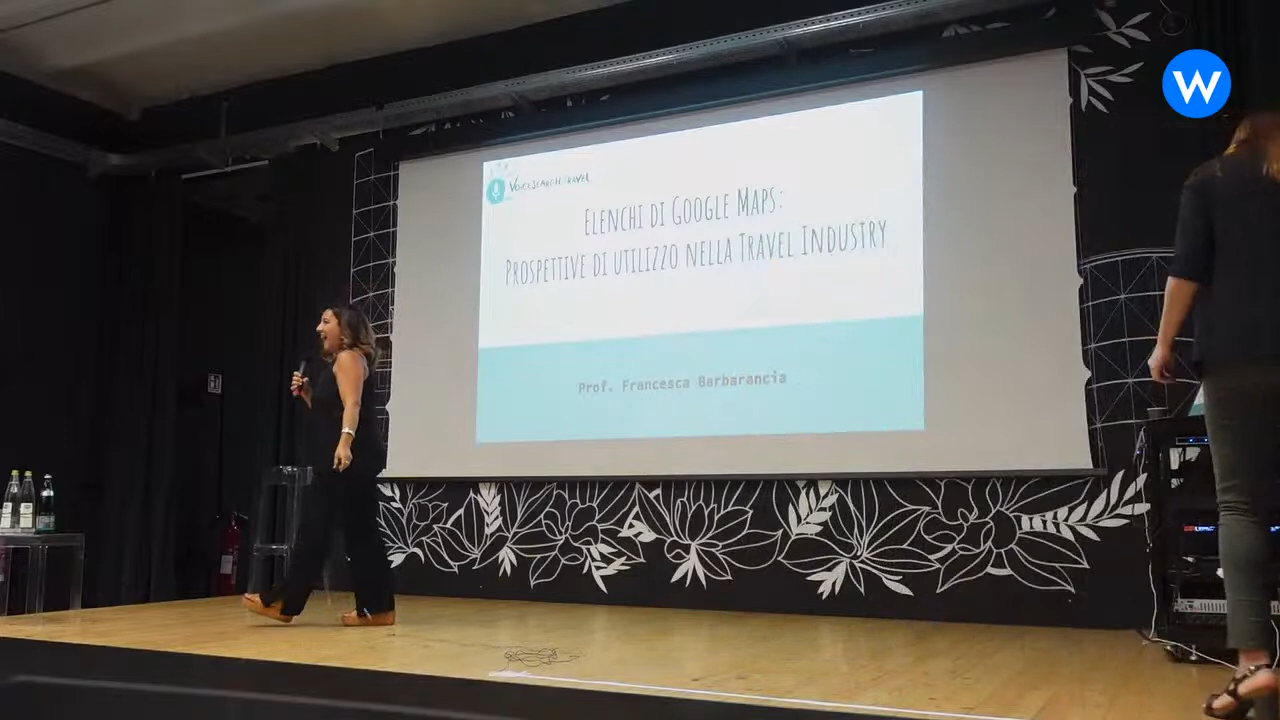 W
VOICESEARCH.TRAVEL
ELENCHI DI GOOGLE MAPS:
PROSPETTIVE DI UTILIZZO NELLA TRAVEL INDUSTRY
Prof. Francesca Barbarancia